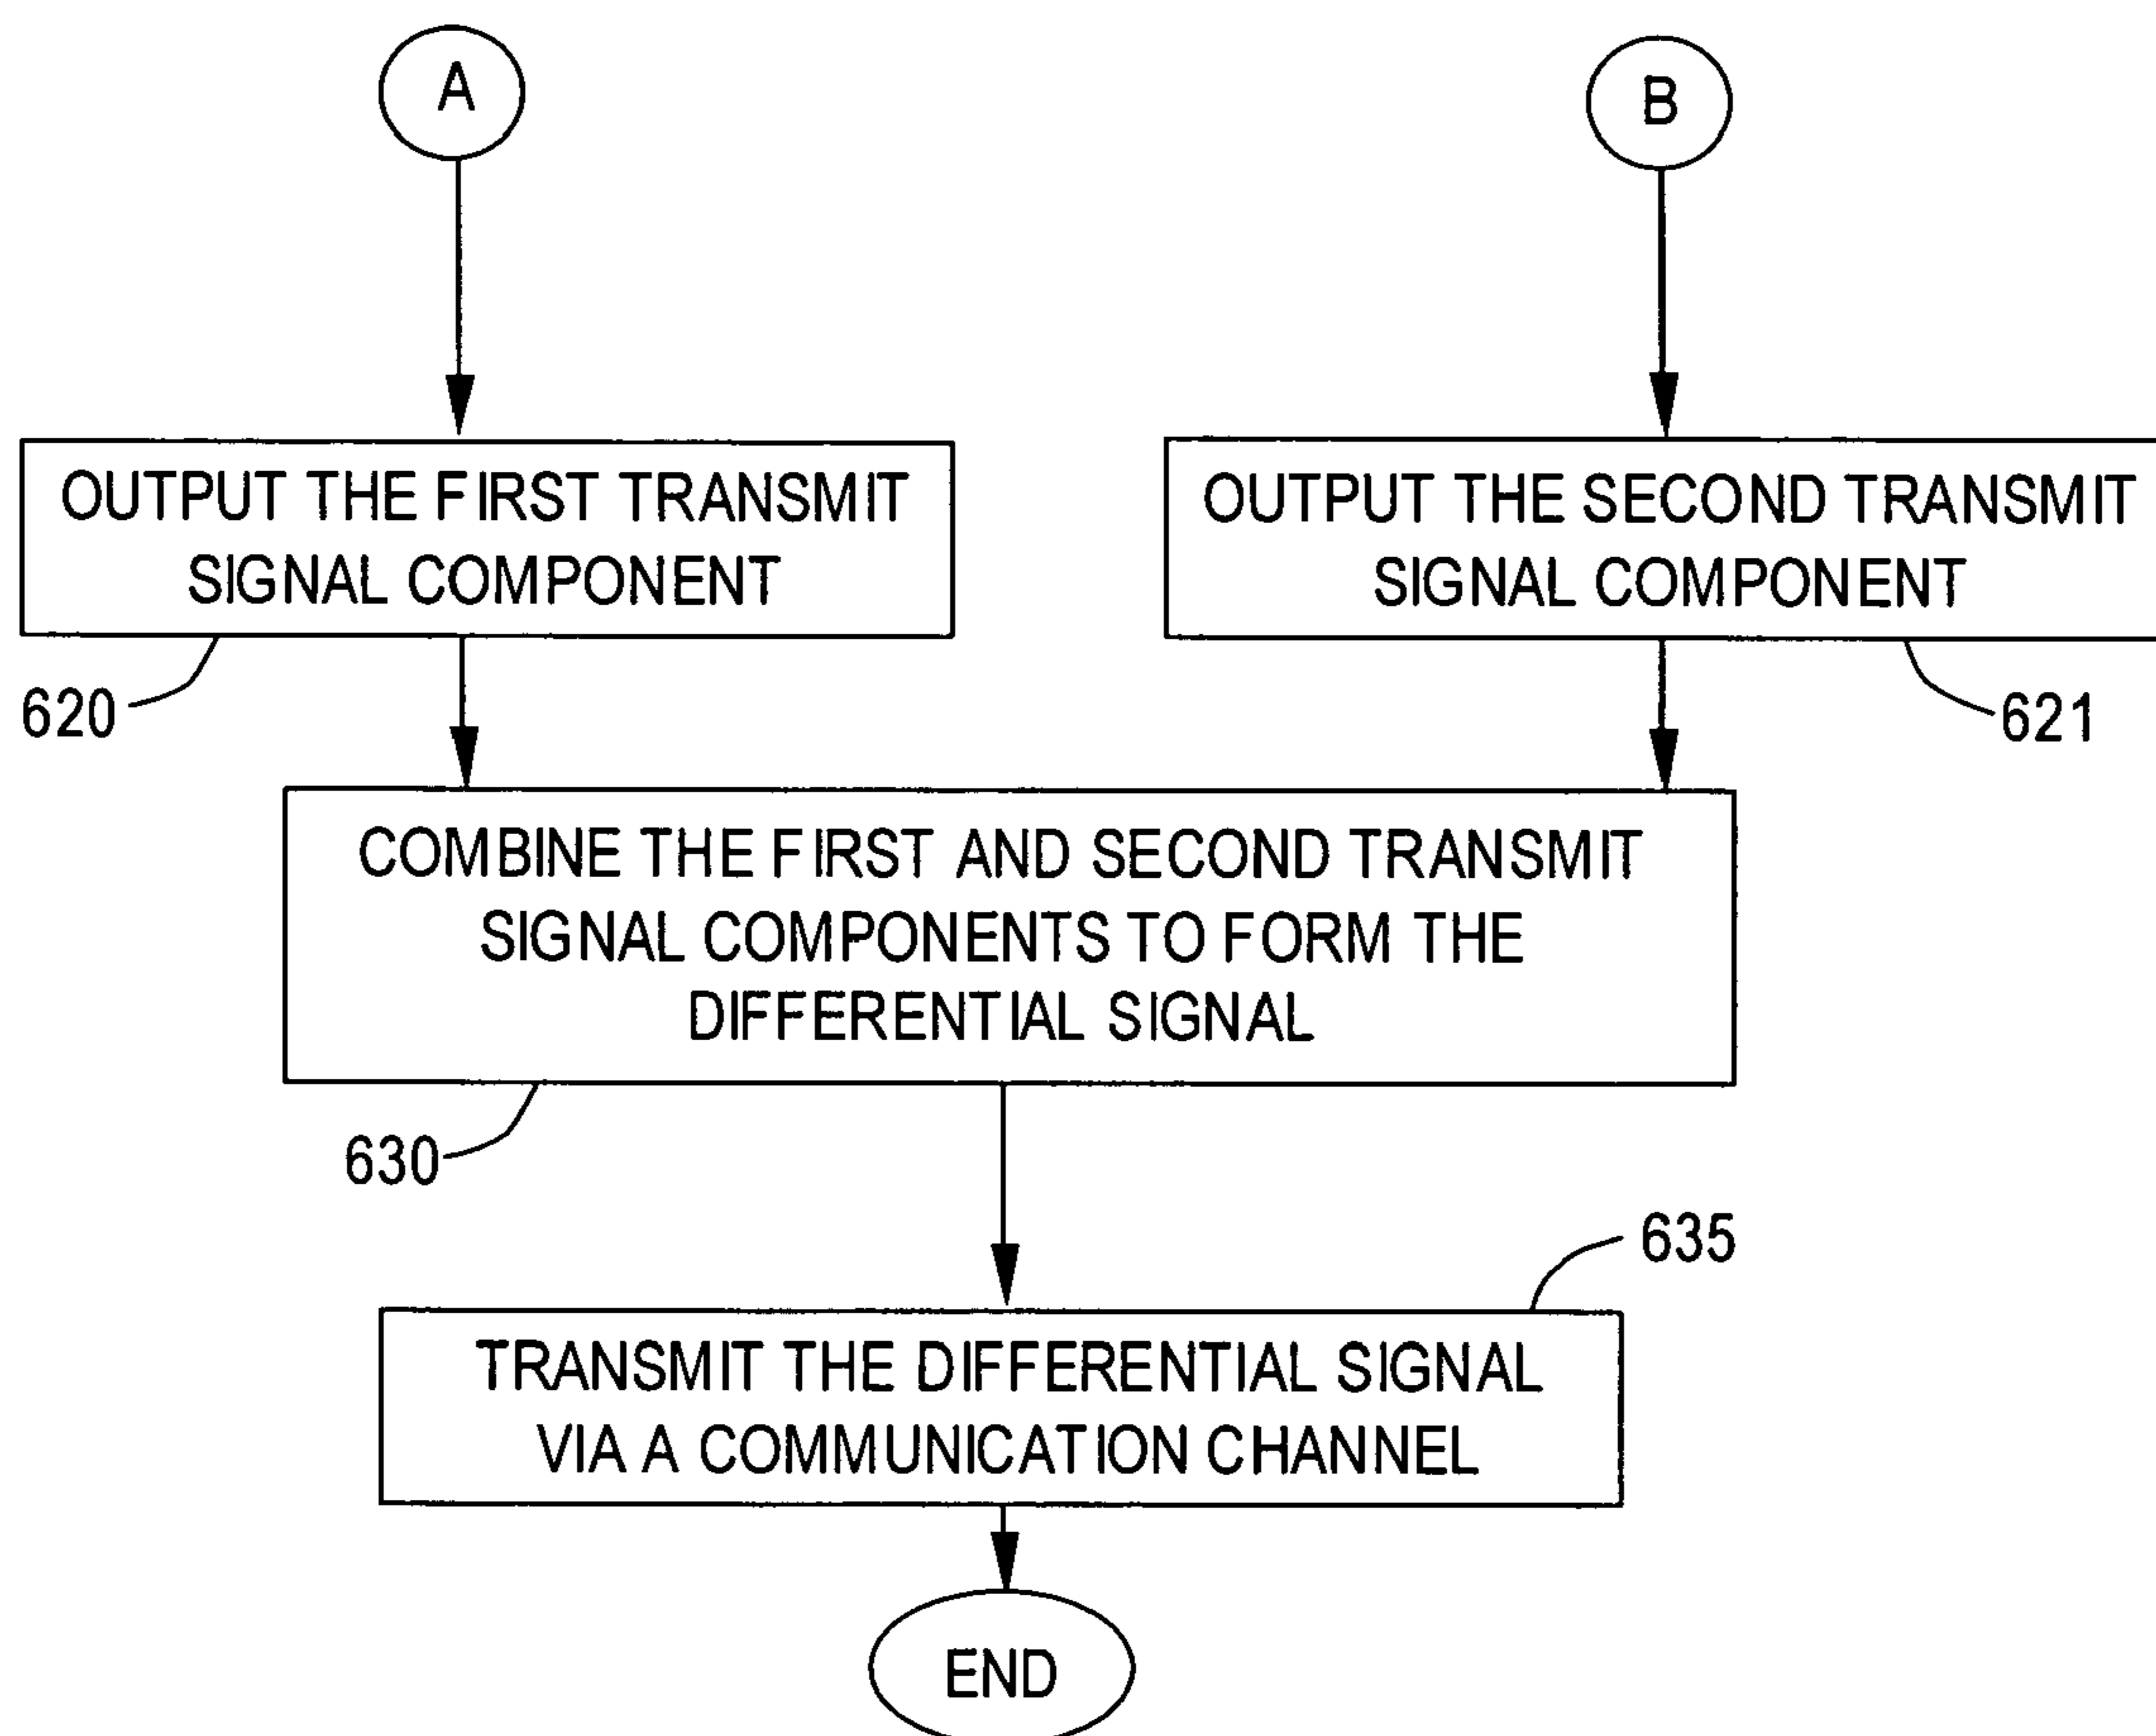 A
B
OUTPUT THE FIRST TRANSMIT
SIGNAL COMPONENT
OUTPUT THE SECOND TRANSMIT
SIGNAL COMPONENT
620
621
COMBINE THE FIRST AND SECOND TRANSMIT
SIGNAL COMPONENTS TO FORM THE
DIFFERENTIAL SIGNAL
630
635
TRANSMIT THE DIFFERENTIAL SIGNAL
VIA A COMMUNICATION CHANNEL
END